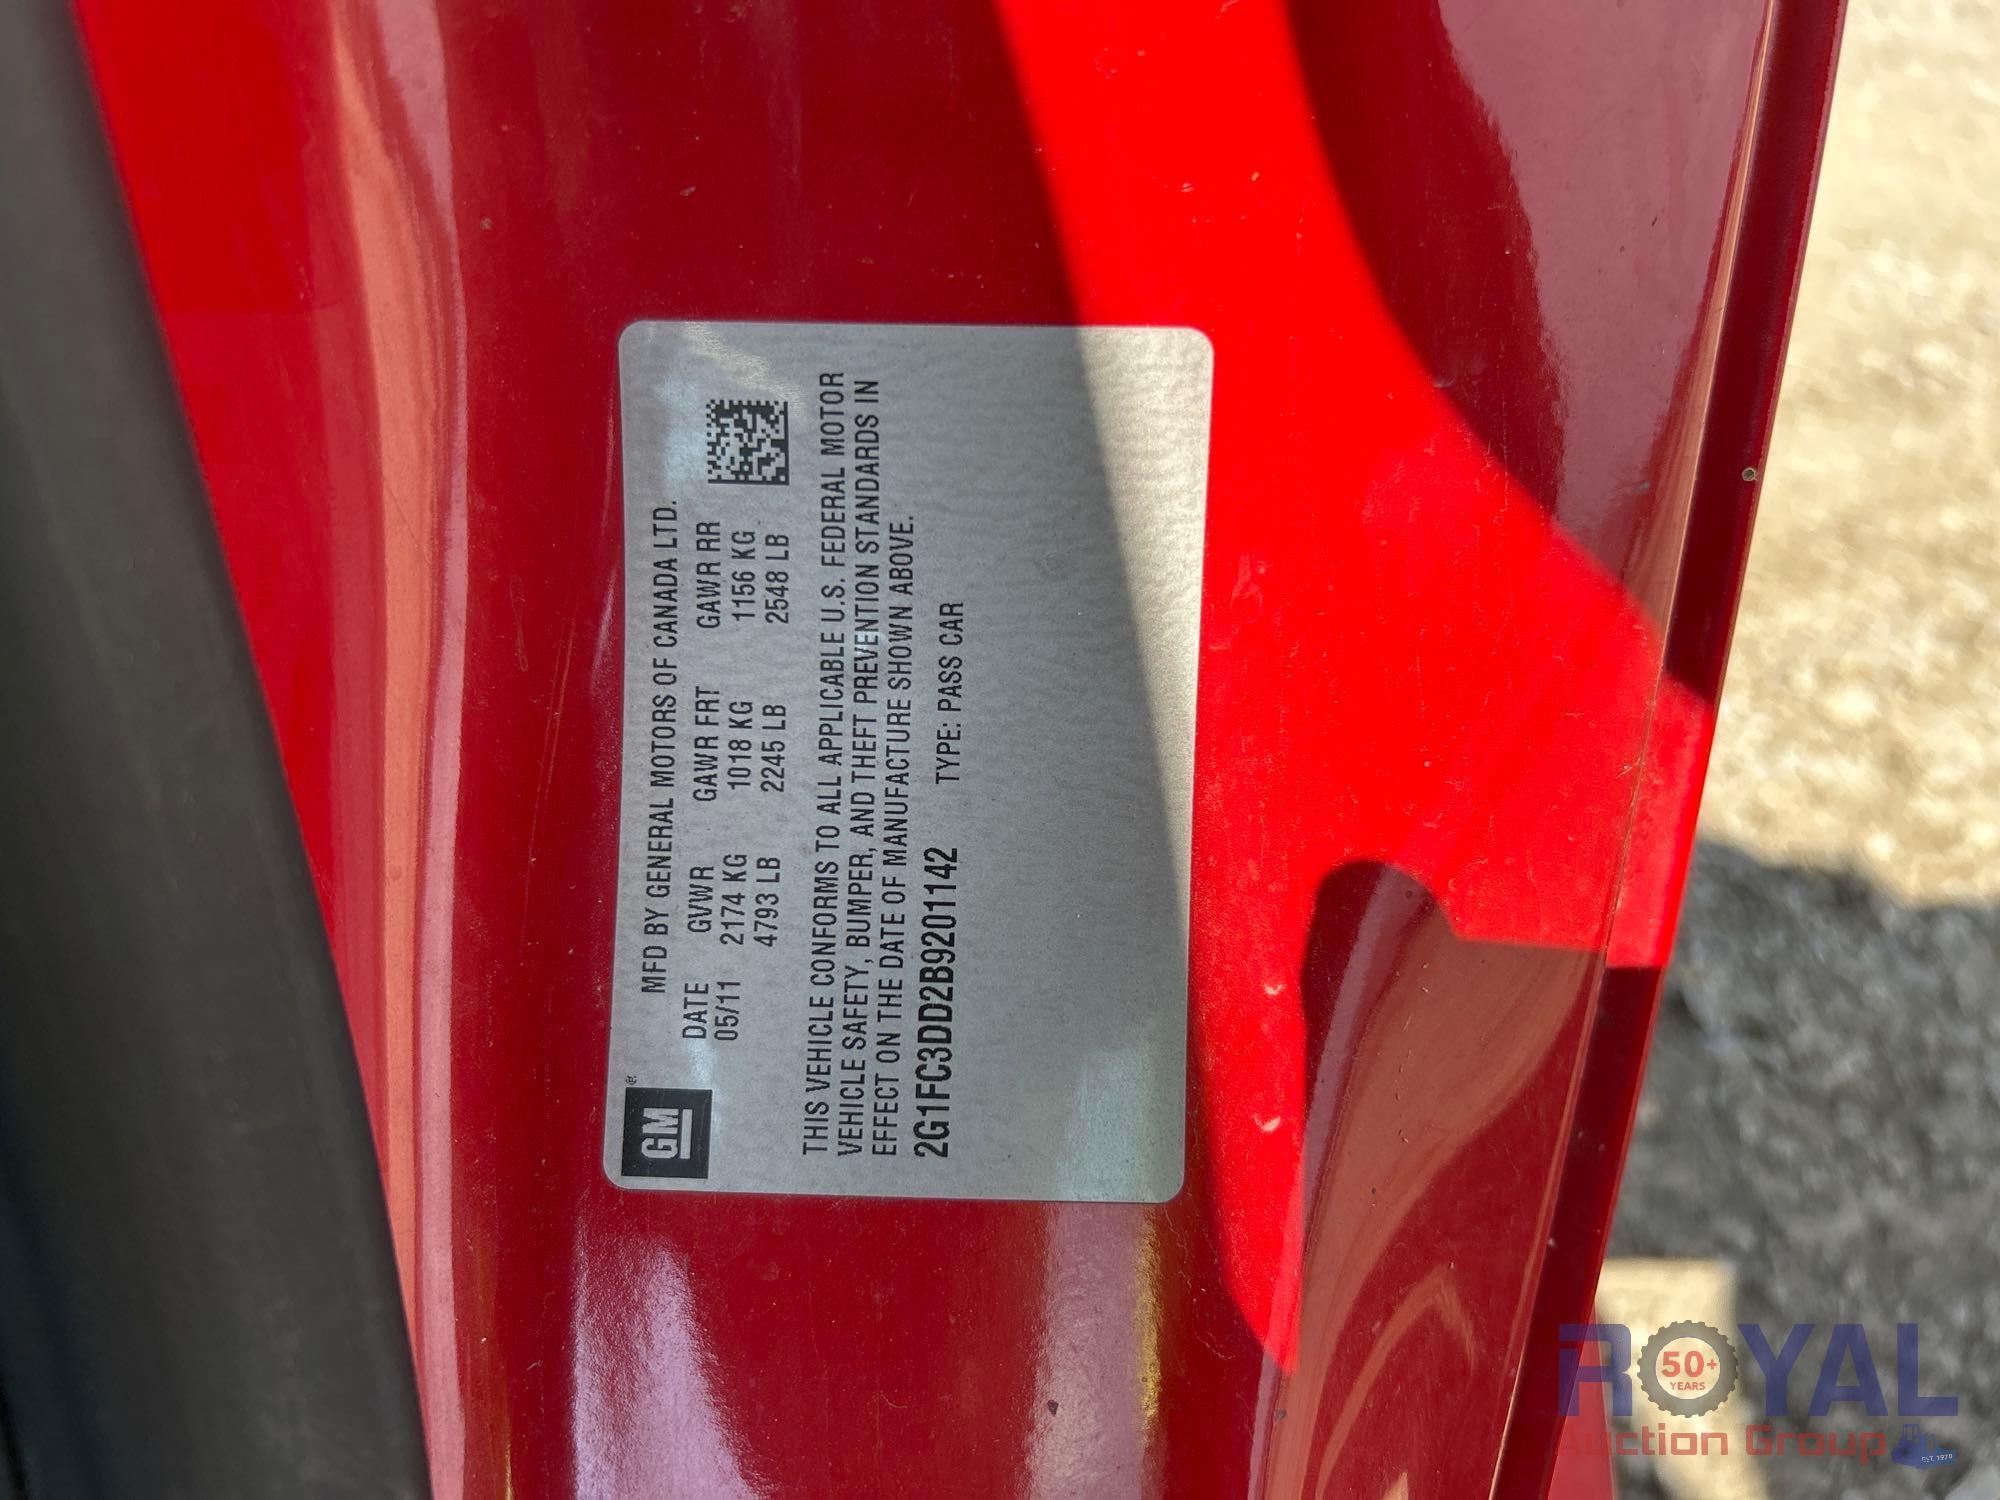 GM®
MFD BY GENERAL MOTORS OF CANADA LTD.
DATE GVWR GAWR FRT GAWR RR
05/11 2174 KG 1018 KG 1156 KG
4793 LB 2245 LB 2548 LB
THIS VEHICLE CONFORMS TO ALL APPLICABLE U.S. FEDERAL MOTOR
VEHICLE SAFETY, BUMPER, AND THEFT PREVENTION STANDARDS IN
EFFECT ON THE DATE OF MANUFACTURE SHOWN ABOVE.
2G1FC3DD2B9201142 TYPE: PASS CAR
ROYAL
50+
YEARS
Auction Group
EST. 1970